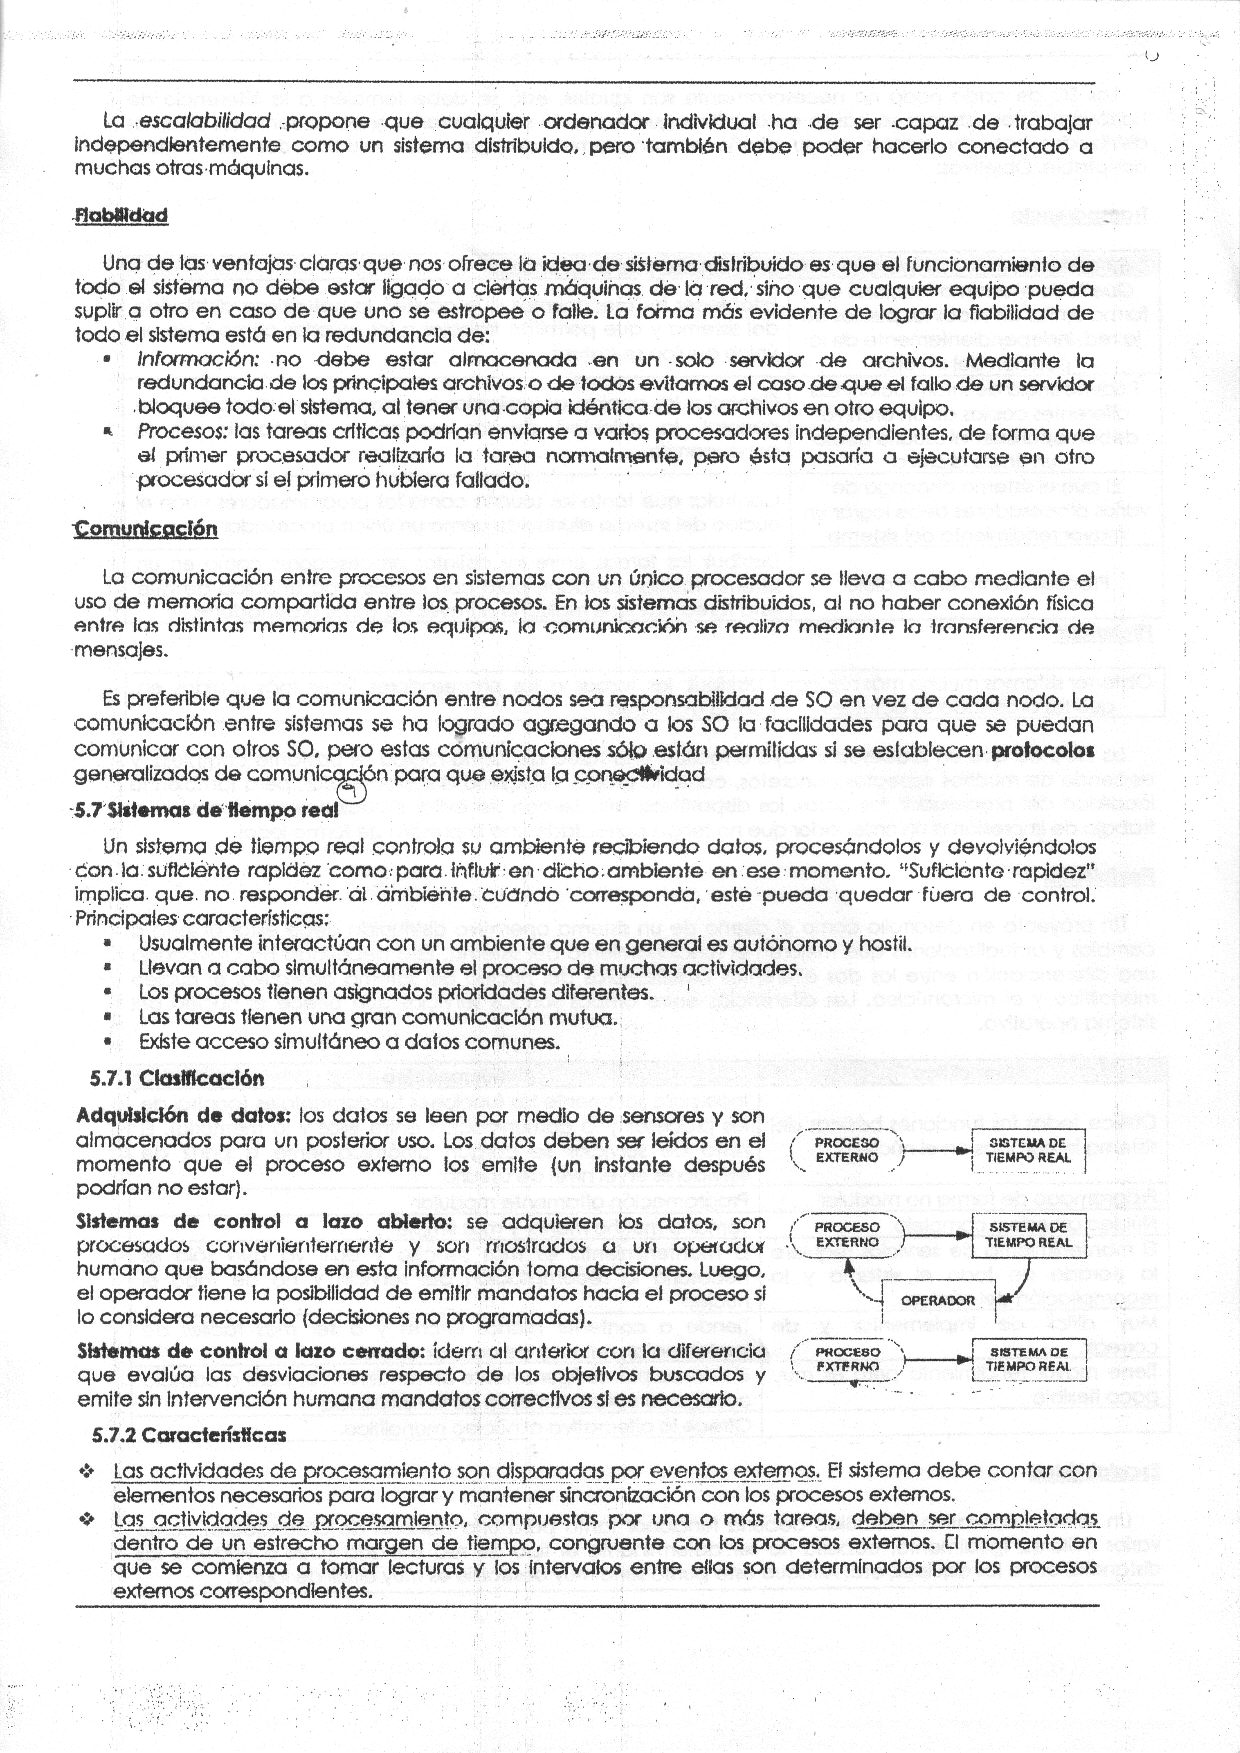 La escalabilidad propone que cualquier ordenador individual ha de ser capaz de trabajar
independientemente como un sistema distribuido, pero también debe poder hacerlo conectado a
muchas otras máquinas.
Fiabilidad
Una de las ventajas claras que nos ofrece la idea de sistema distribuido es que el funcionamiento de
todo el sistema no debe estar ligado a ciertas máquinas de la red, sino que cualquier equipo pueda
suplir a otro en caso de que uno se estropee o falle. La forma más evidente de lograr la fiabilidad de
todo el sistema está en la redundancia de:
▪ Información: no debe estar almacenada en un solo servidor de archivos. Mediante la
redundancia de los principales archivos o de todos evitamos el caso de que el fallo de un servidor
bloquee todo el sistema, al tener una copia idéntica de los archivos en otro equipo.
▪ Procesos: las tareas críticas podrían enviarse a varios procesadores independientes, de forma que
el primer procesador realizaría la tarea normalmente, pero ésta pasaría a ejecutarse en otro
procesador si el primero hubiera fallado.
Comunicación
La comunicación entre procesos en sistemas con un único procesador se lleva a cabo mediante el
uso de memoria compartida entre los procesos. En los sistemas distribuidos, al no haber conexión física
entre las distintas memorias de los equipos, la comunicación se realiza mediante la transferencia de
mensajes.
Es preferible que la comunicación entre nodos sea responsabilidad de SO en vez de cada nodo. La
comunicación entre sistemas se ha logrado agregando a los SO la facilidades para que se puedan
comunicar con otros SO, pero estas comunicaciones sólo están permitidas si se establecen protocolos
generalizados de comunicación para que exista la conectividad
5.7 Sistemas de tiempo real
Un sistema de tiempo real controla su ambiente recibiendo datos, procesándolos y devolviéndolos
con la suficiente rapidez como para influir en dicho ambiente en ese momento. "Suficiente rapidez"
implica que no responder al ambiente cuando corresponda, este pueda quedar fuera de control.
Principales características:
▪ Usualmente interactúan con un ambiente que en general es autónomo y hostil.
▪ Llevan a cabo simultáneamente el proceso de muchas actividades.
▪ Los procesos tienen asignados prioridades diferentes.
▪ Las tareas tienen una gran comunicación mutua.
▪ Existe acceso simultáneo a datos comunes.
5.7.1 Clasificación
Adquisición de datos: los datos se leen por medio de sensores y son
almacenados para un posterior uso. Los datos deben ser leídos en el
momento que el proceso externo los emite (un instante después
podrían no estar).
PROCESO
EXTERNO
SISTEMA DE
TIEMPO REAL
Sistemas de control a lazo abierto: se adquieren los datos, son
procesados convenientemente y son mostrados a un operador
humano que basándose en esta información toma decisiones. Luego,
el operador tiene la posibilidad de emitir mandatos hacia el proceso si
lo considera necesario (decisiones no programadas).
PROCESO
EXTERNO
SISTEMA DE
TIEMPO REAL
OPERADOR
Sistemas de control a lazo cerrado: ídem al anterior con la diferencia
que evalúa las desviaciones respecto de los objetivos buscados y
emite sin intervención humana mandatos correctivos si es necesario.
PROCESO
EXTERNO
SISTEMA DE
TIEMPO REAL
5.7.2 Características
❖ Las actividades de procesamiento son disparadas por eventos externos. El sistema debe contar con
elementos necesarios para lograr y mantener sincronización con los procesos externos.
❖ Las actividades de procesamiento, compuestas por una o más tareas, deben ser completadas
dentro de un estrecho margen de tiempo, congruente con los procesos externos. El momento en
que se comienza a tomar lecturas y los intervalos entre ellas son determinados por los procesos
externos correspondientes.